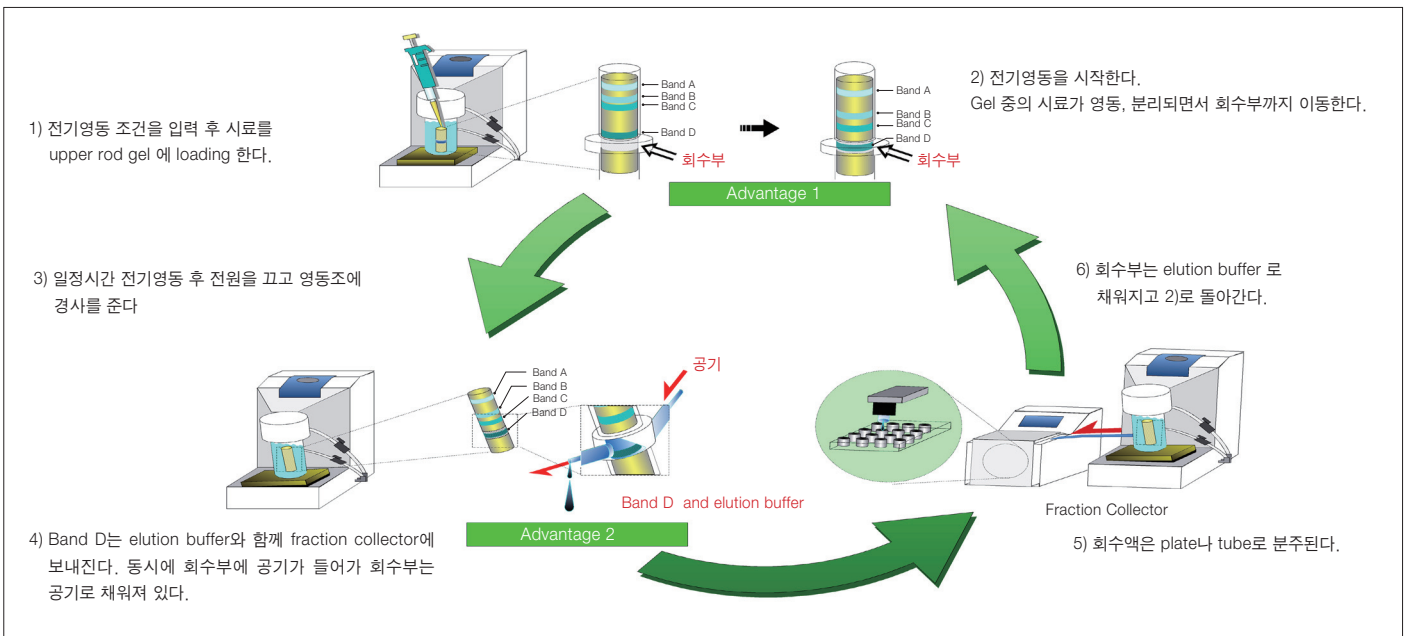 1) 전기영동 조건을 입력 후 시료를
upper rod gel 에 loading 한다.
Band A
Band B
Band C
Band D
회수부
Band A
Band B
Band C
Band D
회수부
Advantage 1
2) 전기영동을 시작한다.
Gel 중의 시료가 영동, 분리되면서 회수부까지 이동한다.
3) 일정시간 전기영동 후 전원을 끄고 영동조에
경사를 준다
Band A
Band B
Band C
Band D
공기
Band D and elution buffer
Advantage 2
4) Band D는 elution buffer와 함께 fraction collector에
보내진다. 동시에 회수부에 공기가 들어가 회수부는
공기로 채워져 있다.
6) 회수부는 elution buffer 로
채워지고 2)로 돌아간다.
Fraction Collector
5) 회수액은 plate나 tube로 분주된다.